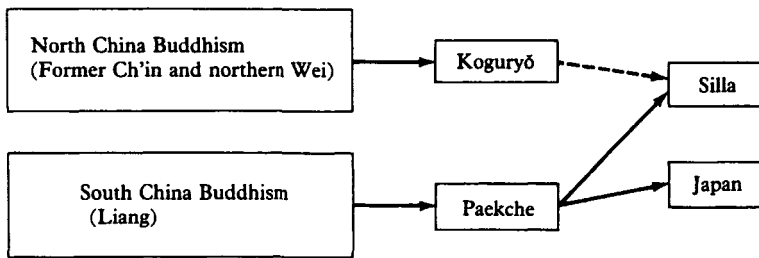 North China Buddhism
(Former Ch'in and northern Wei)
Koguryŏ
Silla
South China Buddhism
(Liang)
Paekche
Japan